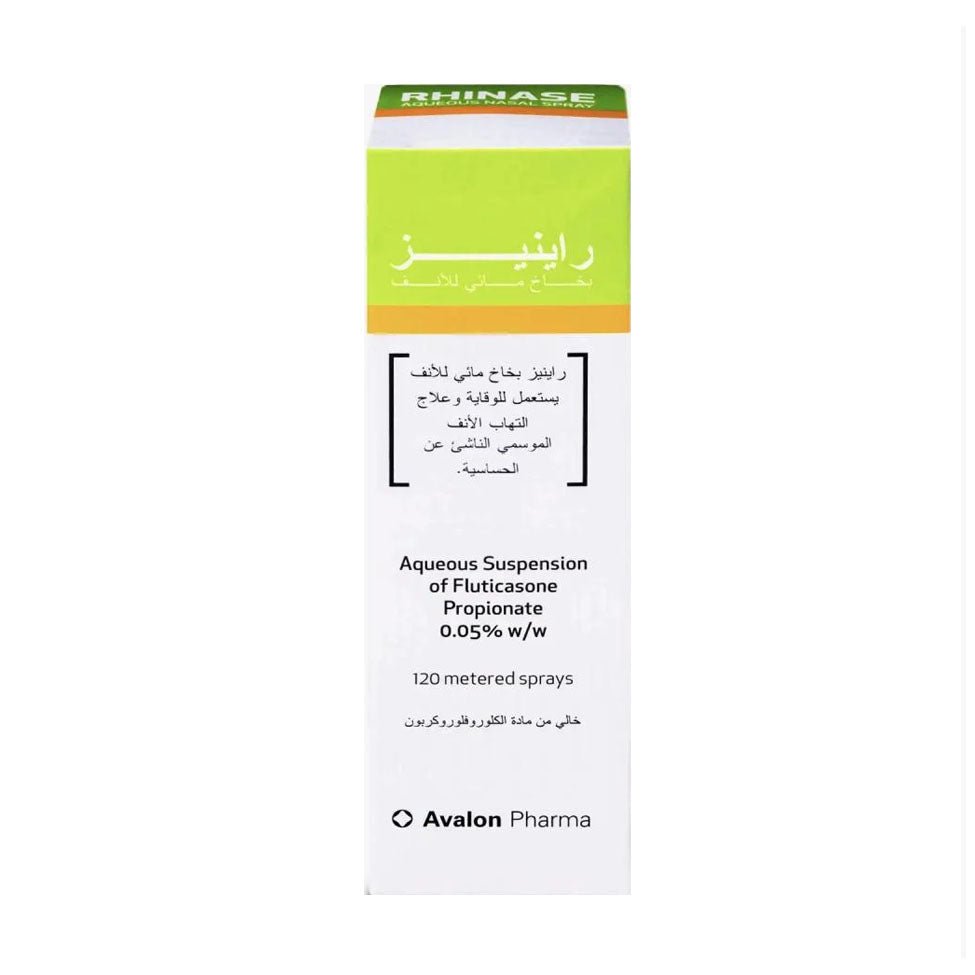 RHINASE
AQUEOUS NASAL SPRAY
راينيز
بخاخ مائي للأنف
راينيز بخاخ مائي للأنف
يستعمل للوقاية وعلاج
التهاب الأنف
الموسمي الناشئ عن
الحساسية.
Aqueous Suspension
of Fluticasone
Propionate
0.05% w/w
120 metered sprays
خالي من مادة الكلوروفلوروكربون
Avalon Pharma